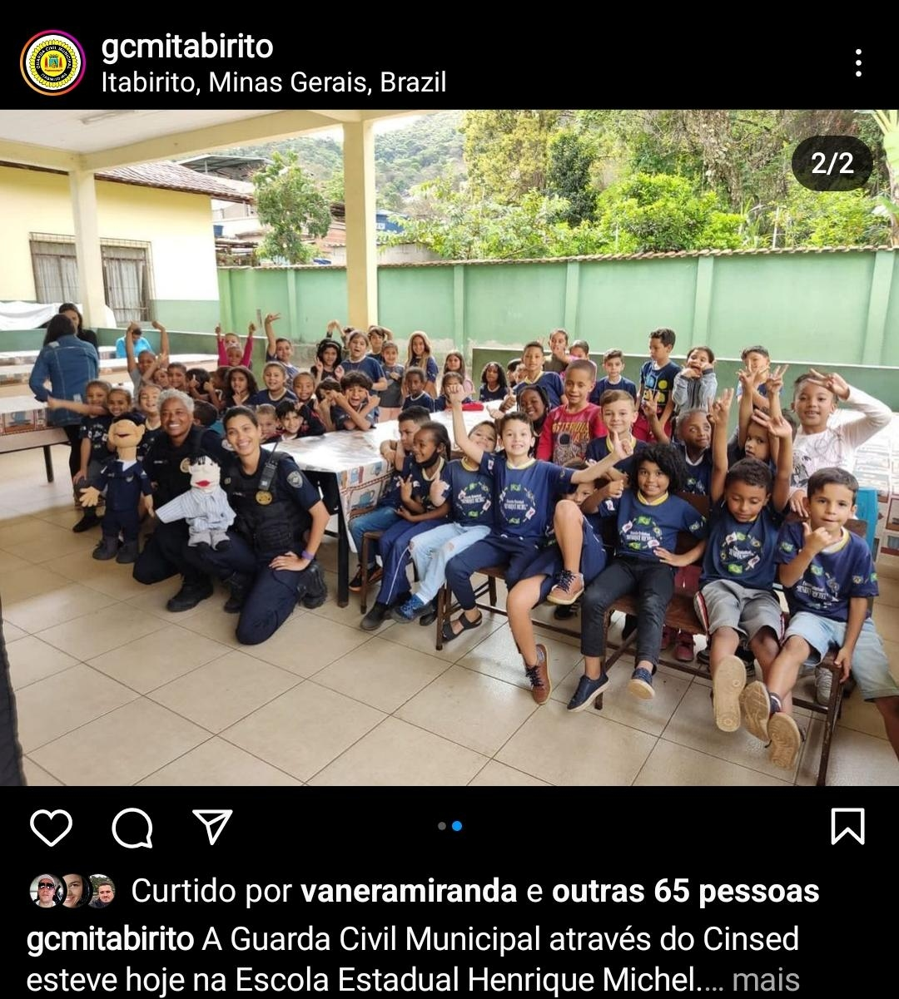 gcmitabirito
Itabirito, Minas Gerais, Brazil
2/2
Curtido por vaneramiranda e outras 65 pessoas
gcmitabirito A Guarda Civil Municipal através do Cinsed
esteve hoje na Escola Estadual Henrique Michel.... mais